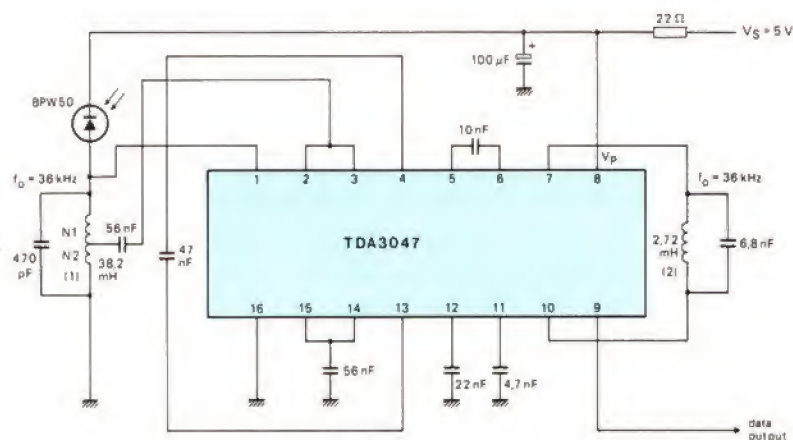 22Ω
V_S = 5 V
100 µF
+
BPW50
10 nF
1 2 3 4 5 6 7 8
V_P
f_o = 36 kHz
f_o = 36 kHz
N1
56 nF
470 pF
N2
(1)
38,2 mH
47 nF
TDA3047
2,72 mH
(2)
6,8 nF
16 15 14 13 12 11 10 9
56 nF
22 nF
4,7 nF
data
output